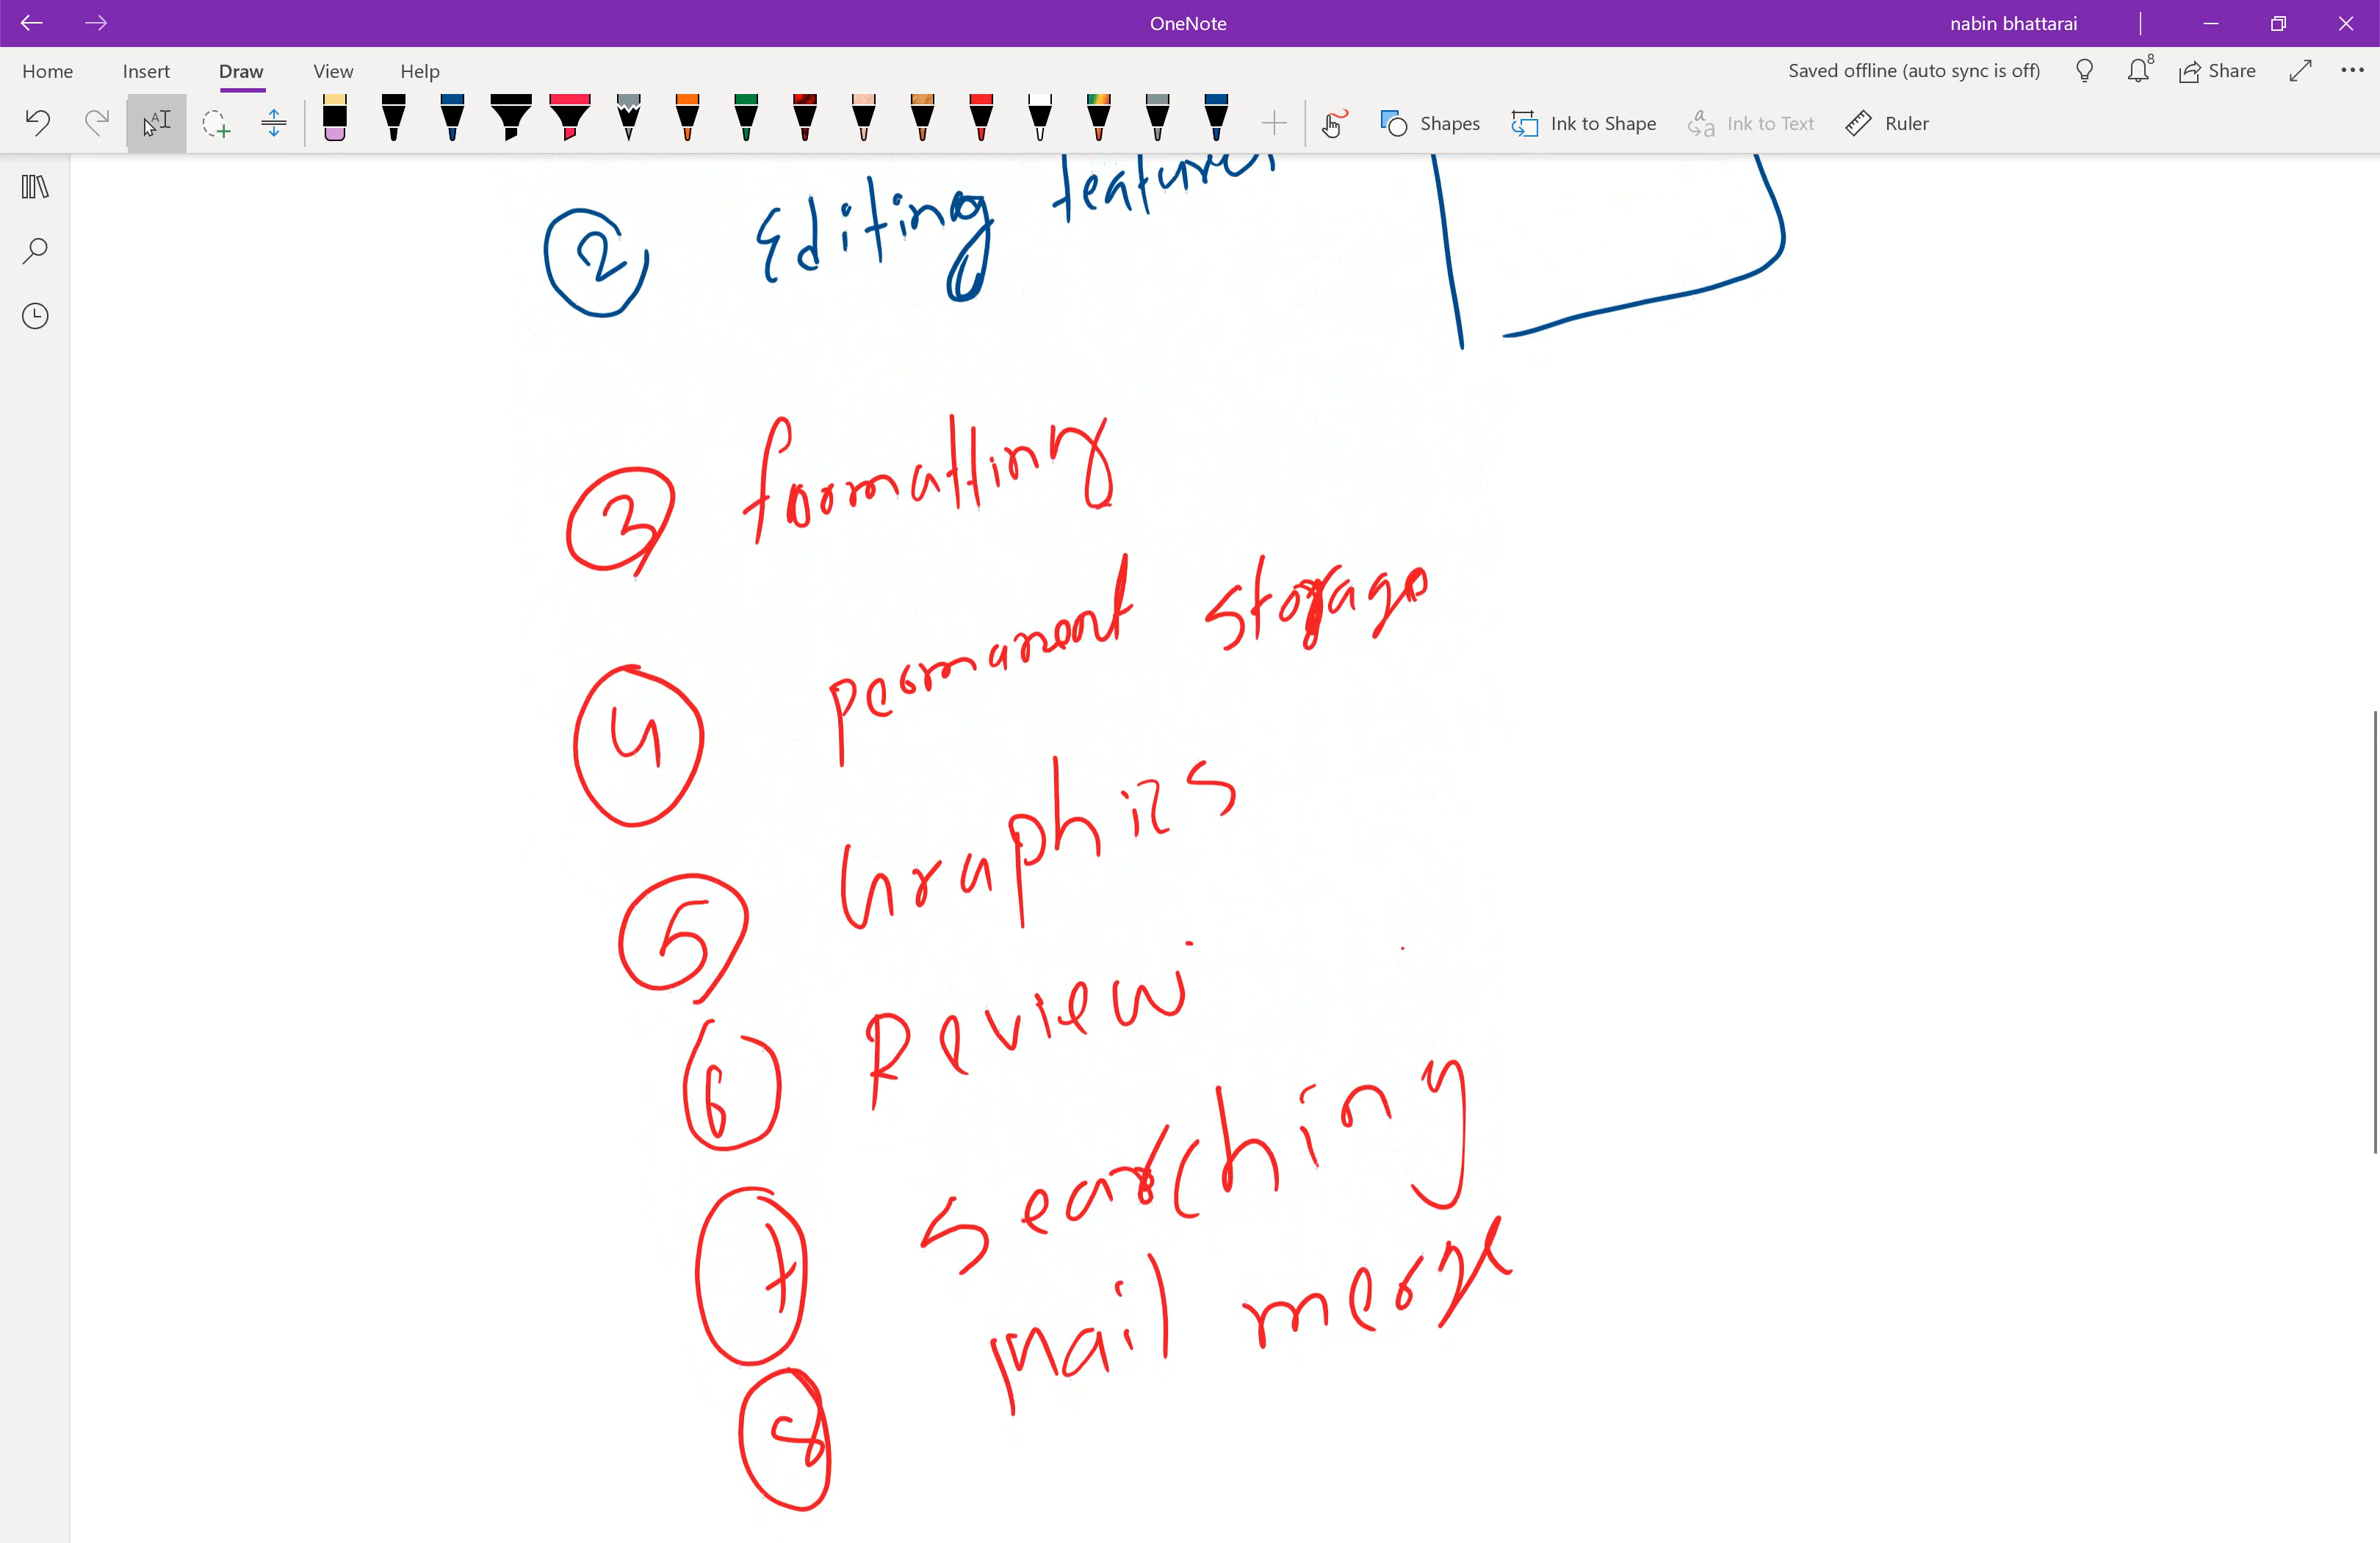 OneNote
nabin bhattarai
Home Insert Draw View Help
Saved offline (auto sync is off)
8
Share
Shapes
Ink to Shape
Ink to Text
Ruler
2 Editing features
3 formatting
4 permanent storage
5 Graphics
6 Review
7 Searching
8 Mail merge